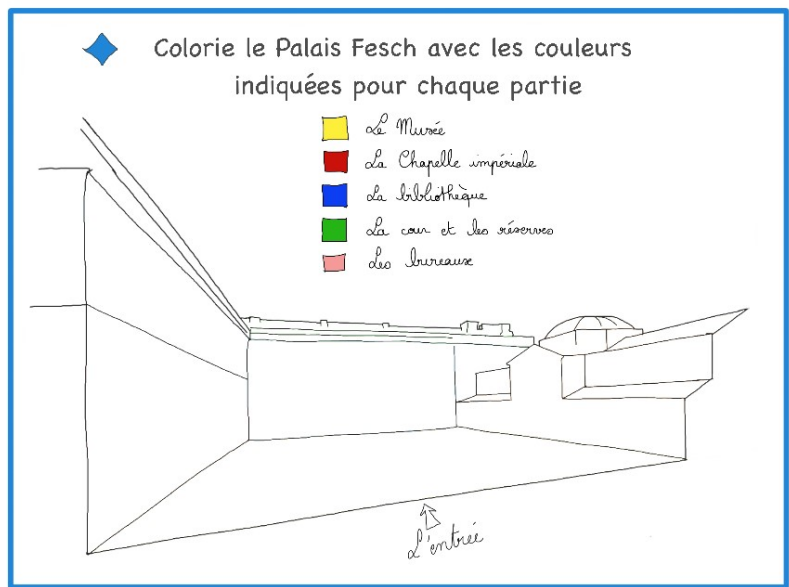 Colorie le Palais Fesch avec les couleurs
indiquées pour chaque partie
Le Musée
La Chapelle impériale
La bibliothèque
La cour et les réserves
Les bureaux
L'entrée